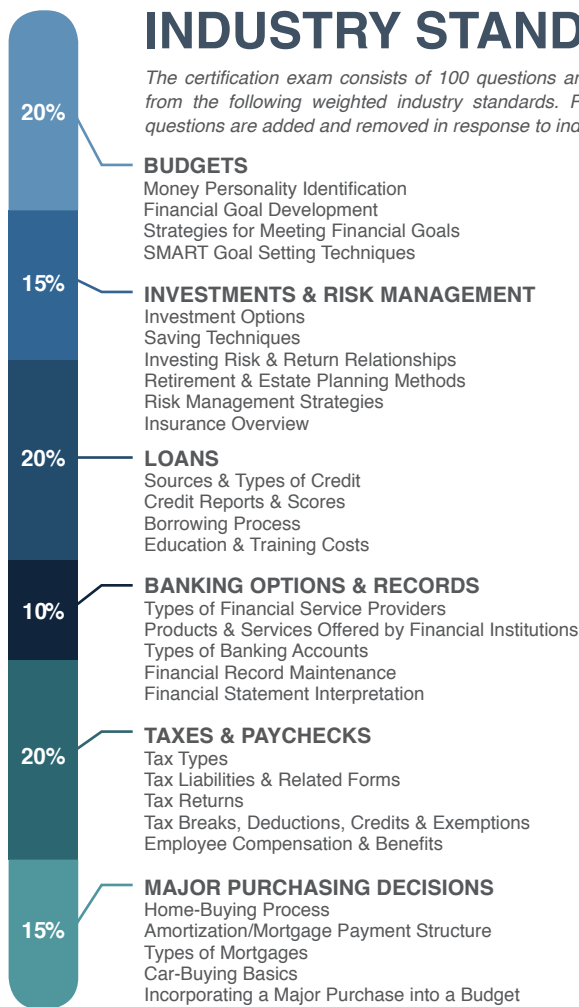 INDUSTRY STAND
The certification exam consists of 100 questions
from the following weighted industry standards.
questions are added and removed in response to
20%
BUDGETS
Money Personality Identification
Financial Goal Development
Strategies for Meeting Financial Goals
SMART Goal Setting Techniques
15%
INVESTMENTS & RISK MANAGEMENT
Investment Options
Saving Techniques
Investing Risk & Return Relationships
Retirement & Estate Planning Methods
Risk Management Strategies
Insurance Overview
20%
LOANS
Sources & Types of Credit
Credit Reports & Scores
Borrowing Process
Education & Training Costs
10%
BANKING OPTIONS & RECORDS
Types of Financial Service Providers
Products & Services Offered by Financial Institutions
Types of Banking Accounts
Financial Record Maintenance
Financial Statement Interpretation
20%
TAXES & PAYCHECKS
Tax Types
Tax Liabilities & Related Forms
Tax Returns
Tax Breaks, Deductions, Credits & Exemptions
Employee Compensation & Benefits
15%
MAJOR PURCHASING DECISIONS
Home-Buying Process
Amortization/Mortgage Payment Structure
Types of Mortgages
Car-Buying Basics
Incorporating a Major Purchase into a Budget